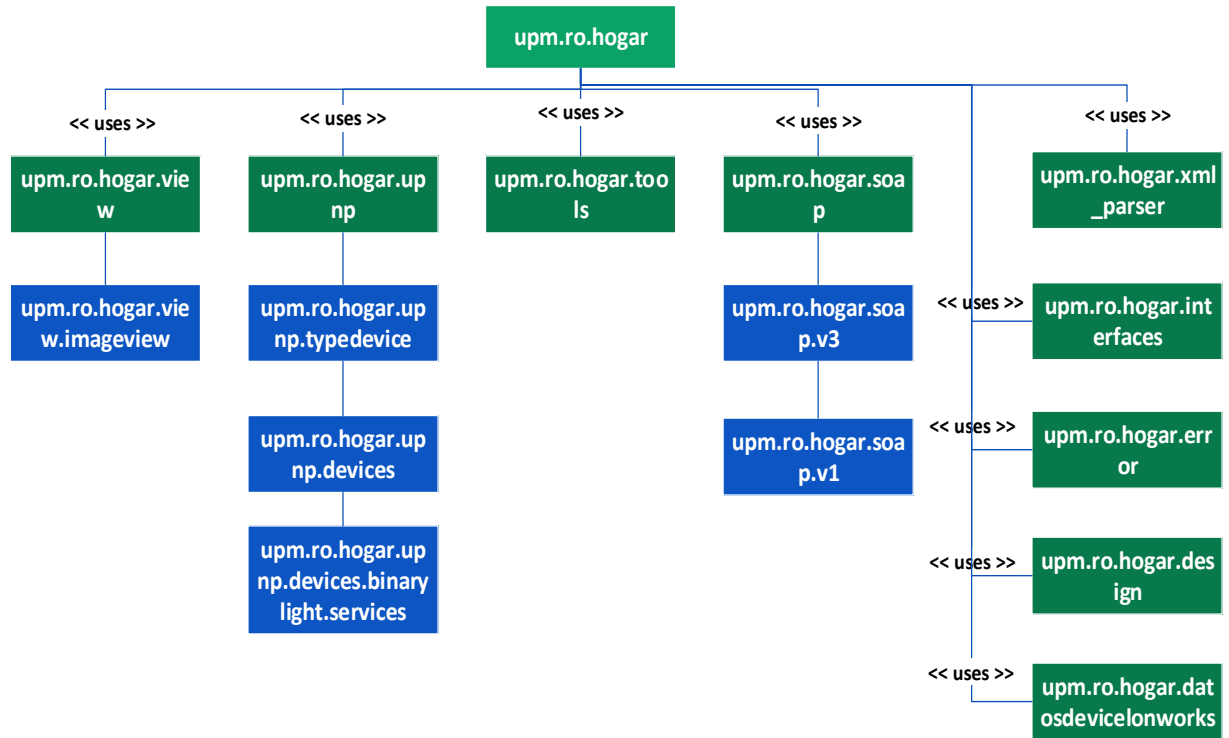 upm.ro.hogar
<< uses >>
<< uses >>
<< uses >>
<< uses >>
<< uses >>
upm.ro.hogar.vie
w
upm.ro.hogar.up
np
upm.ro.hogar.too
ls
upm.ro.hogar.soa
p
upm.ro.hogar.xml
_parser
upm.ro.hogar.vie
w.imageview
upm.ro.hogar.up
np.typedevice
upm.ro.hogar.soa
p.v3
<< uses >>
upm.ro.hogar.int
erfaces
upm.ro.hogar.up
np.devices
upm.ro.hogar.soa
p.v1
<< uses >>
upm.ro.hogar.err
or
upm.ro.hogar.up
np.devices.binary
light.services
<< uses >>
upm.ro.hogar.des
ign
<< uses >>
upm.ro.hogar.dat
osdevicelonworks